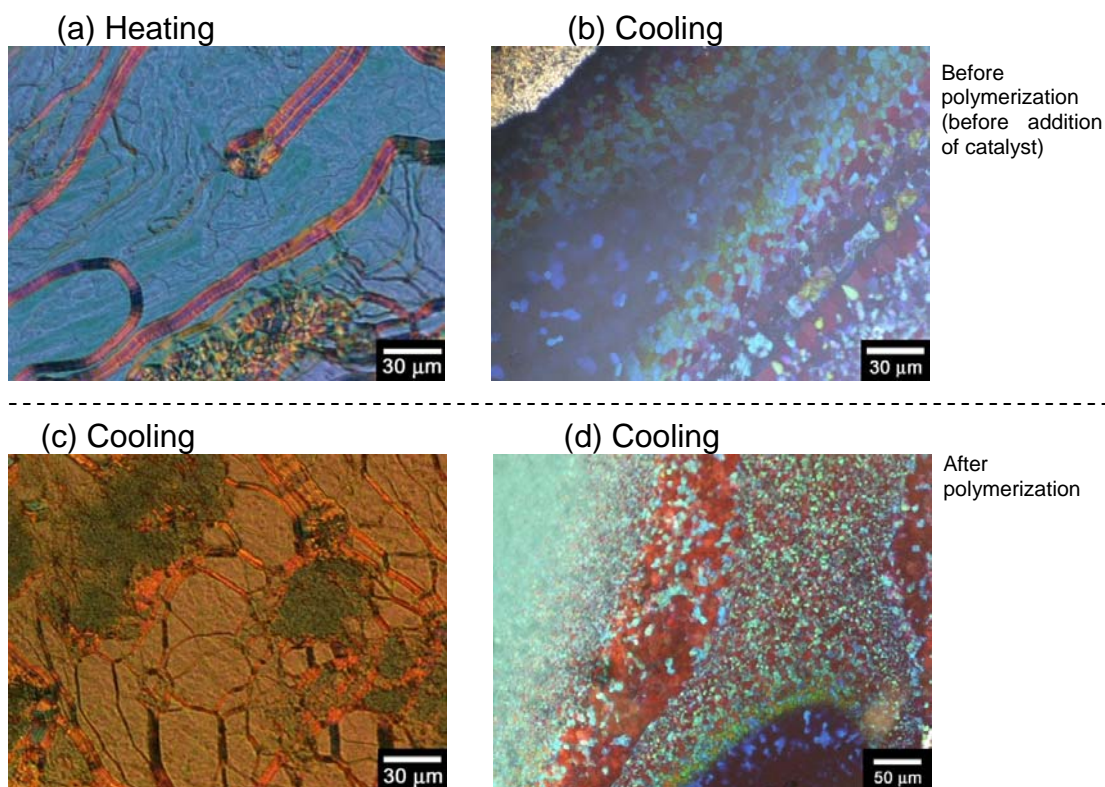 (a) Heating
(b) Cooling
Before
polymerization
(before addition
of catalyst)
30 µm
30 µm
(c) Cooling
(d) Cooling
After
polymerization
30 µm
50 µm